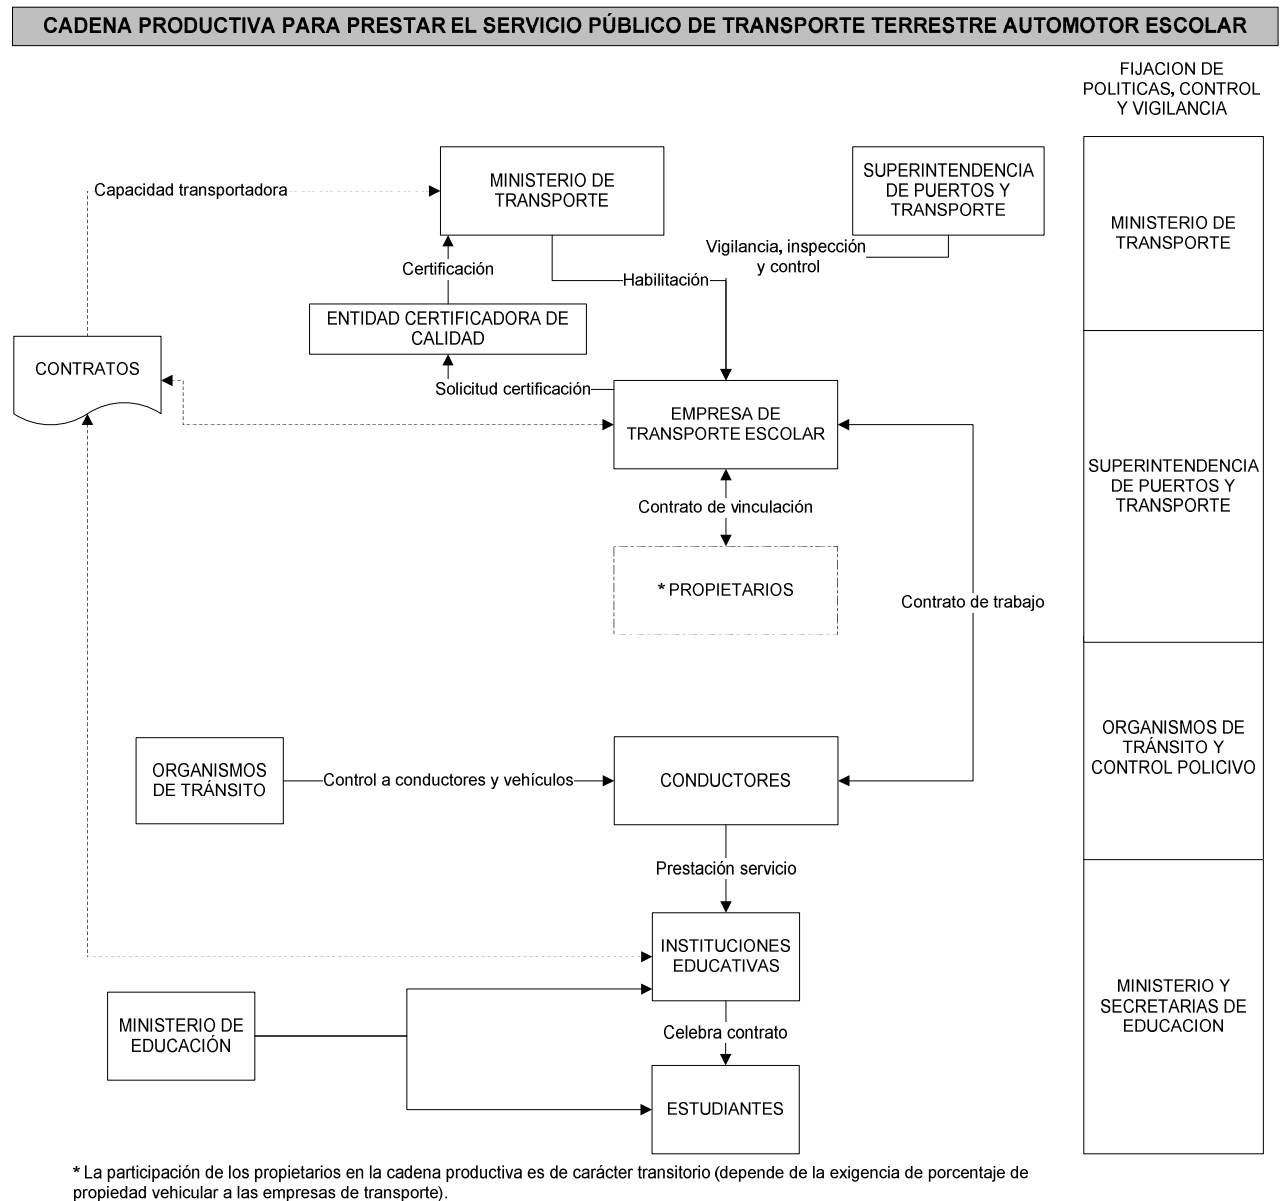 CADENA PRODUCTIVA PARA PRESTAR EL SERVICIO PÚBLICO DE TRANSPORTE TERRESTRE AUTOMOTOR ESCOLAR
FIJACION DE
POLITICAS, CONTROL
Y VIGILANCIA
Capacidad transportadora
MINISTERIO DE
TRANSPORTE
SUPERINTENDENCIA
DE PUERTOS Y
TRANSPORTE
MINISTERIO DE
TRANSPORTE
Vigilancia, inspección
y control
Certificación
Habilitación
ENTIDAD CERTIFICADORA DE
CALIDAD
CONTRATOS
Solicitud certificación
EMPRESA DE
TRANSPORTE ESCOLAR
SUPERINTENDENCIA
DE PUERTOS Y
TRANSPORTE
Contrato de vinculación
* PROPIETARIOS
Contrato de trabajo
ORGANISMOS DE
TRÁNSITO Y
CONTROL POLICIVO
ORGANISMOS
DE TRÁNSITO
Control a conductores y vehículos
CONDUCTORES
Prestación servicio
INSTITUCIONES
EDUCATIVAS
MINISTERIO Y
SECRETARIAS DE
EDUCACION
MINISTERIO DE
EDUCACIÓN
Celebra contrato
ESTUDIANTES
* La participación de los propietarios en la cadena productiva es de carácter transitorio (depende de la exigencia de porcentaje de
propiedad vehicular a las empresas de transporte).